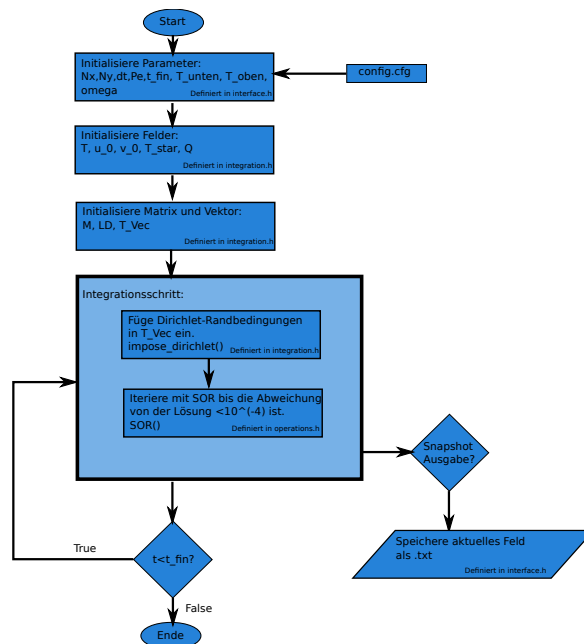 Start
Initialisiere Parameter:
Nx,Ny,dt,Pe,t_fin, T_unten, T_oben,
omega
Definiert in interface.h
config.cfg
Initialisiere Felder:
T, u_0, v_0, T_star, Q
Definiert in integration.h
Initialisiere Matrix und Vektor:
M, LD, T_Vec
Definiert in integration.h
Integrationsschritt:
Füge Dirichlet-Randbedingungen
in T_Vec ein.
impose_dirichlet()
Definiert in integration.h
Iteriere mit SOR bis die Abweichung
von der Lösung <10^(-4) ist.
SOR()
Definiert in operations.h
Snapshot
Ausgabe?
Speichere aktuelles Feld
als .txt
Definiert in interface.h
True
t<t_fin?
False
Ende